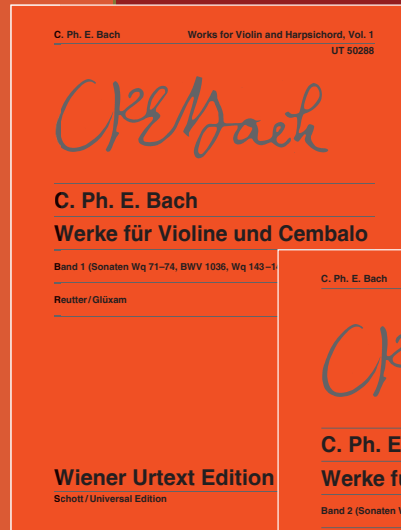 C. Ph. E. Bach Works for Violin and Harpsichord, Vol. 1
UT 50288
CPEBach
C. Ph. E. Bach
Werke für Violine und Cembalo
Band 1 (Sonaten Wq 71–74, BWV 1036, Wq 143–
Reutter/Glüxam
Wiener Urtext Edition
Schott/Universal Edition
C. Ph. E. Bach
C. Ph. E
Werke
Band 2 (Sonaten